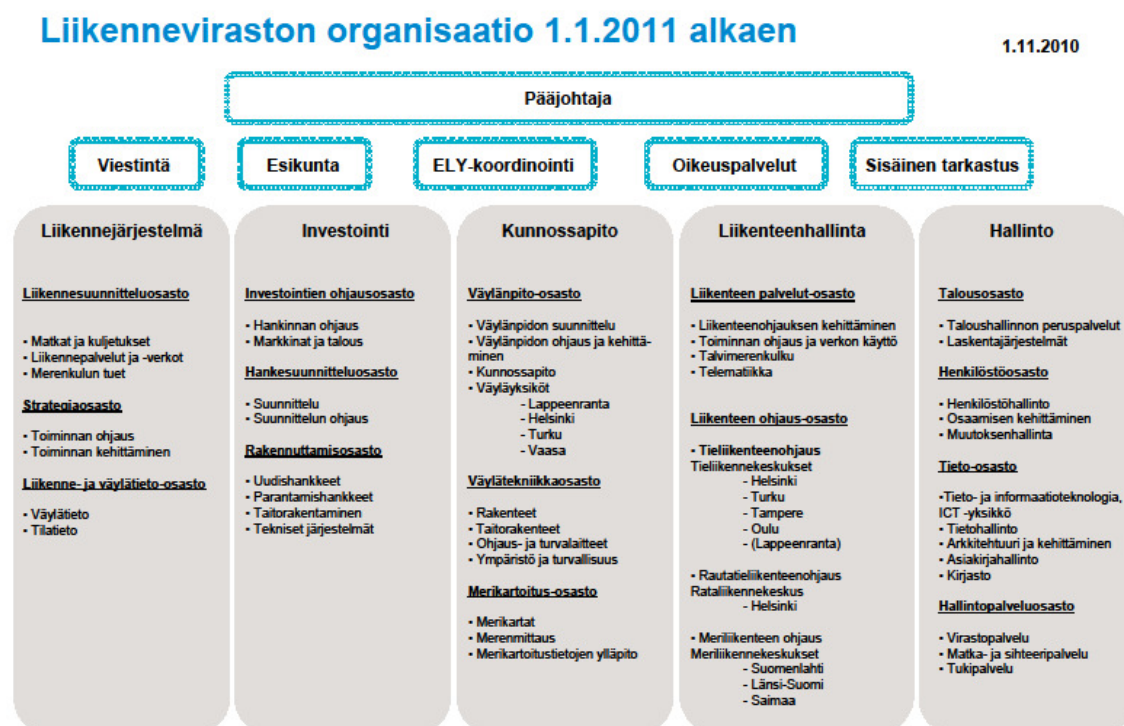 Liikenneviraston organisaatio 1.1.2011 alkaen
1.11.2010
Pääjohtaja
Viestintä
Esikunta
ELY-koordinointi
Oikeuspalvelut
Sisäinen tarkastus
Liikennejärjestelmä
Liikennesuunnitteluosasto
• Matkat ja kuljetukset
• Liikennepalvelut ja -verkot
• Merenkulun tuet
Strategiaosasto
• Toiminnan ohjaus
• Toiminnan kehittäminen
Liikenne- ja väylätieto-osasto
• Väylätieto
• Tilatieto
Investointi
Investointien ohjausosasto
• Hankinnan ohjaus
• Markkinat ja talous
Hankesuunnitteluosasto
• Suunnittelu
• Suunnittelun ohjaus
Rakennuttamisosasto
• Uudishankkeet
• Parantamishankkeet
• Taitorakentaminen
• Tekniset järjestelmät
Kunnossapito
Väylänpito-osasto
• Väylänpidon suunnittelu
• Väylänpidon ohjaus ja kehittä-
minen
• Kunnossapito
• Väyläyksiköt
- Lappeenranta
- Helsinki
- Turku
- Vaasa
Väylätekniikkaosasto
• Rakenteet
• Taitorakenteet
• Ohjaus- ja turvalaitteet
• Ympäristö ja turvallisuus
Merikartoitus-osasto
• Merikartat
• Merenmittaus
• Merikartoitustietojen ylläpito
Liikenteenhallinta
Liikenteen palvelut-osasto
• Liikenteenohjauksen kehittäminen
• Toiminnan ohjaus ja verkon käyttö
• Talvimerenkulku
• Telematiikka
Liikenteen ohjaus-osasto
• Tieliikenteenohjaus
Tieliikennekeskukset
- Helsinki
- Turku
- Tampere
- Oulu
- (Lappeenranta)
• Rautatieliikenteenohjaus
Rataliikennekeskus
- Helsinki
• Meriliikenteen ohjaus
Meriliikennekeskukset
- Suomenlahti
- Länsi-Suomi
- Saimaa
Hallinto
Talousosasto
• Taloushallinnon peruspalvelut
• Laskentajärjestelmät
Henkilöstöosasto
• Henkilöstöhallinto
• Osaamisen kehittäminen
• Muutoksenhallinta
Tieto-osasto
•Tieto- ja informaatioteknologia,
ICT -yksikkö
• Tietohallinto
• Arkkitehtuuri ja kehittäminen
• Asiakirjahallinto
• Kirjasto
Hallintopalveluosasto
• Virastopalvelu
• Matka- ja sihteeripalvelu
• Tukipalvelu